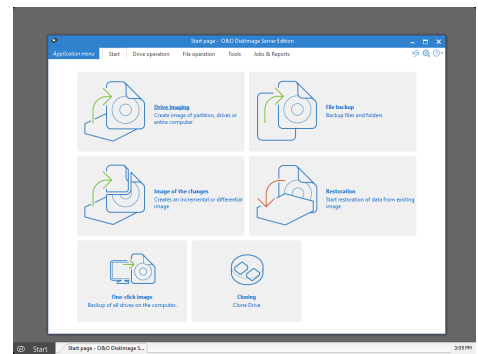 Start page - O&O DiskImage Server Edition
Application menu Start Drive operation File operation Tools Jobs & Reports
Drive imaging
Create image of partition, drives or
entire computer
File backup
Backup files and folders
Image of the changes
Creates an incremental or differential
image
Restoration
Start restoration of data from existing
image
One-click image
Backup of all drives on the computer.
Cloning
Clone Drive
@ Start Start page - O&O DiskImage S... 3:05 PM